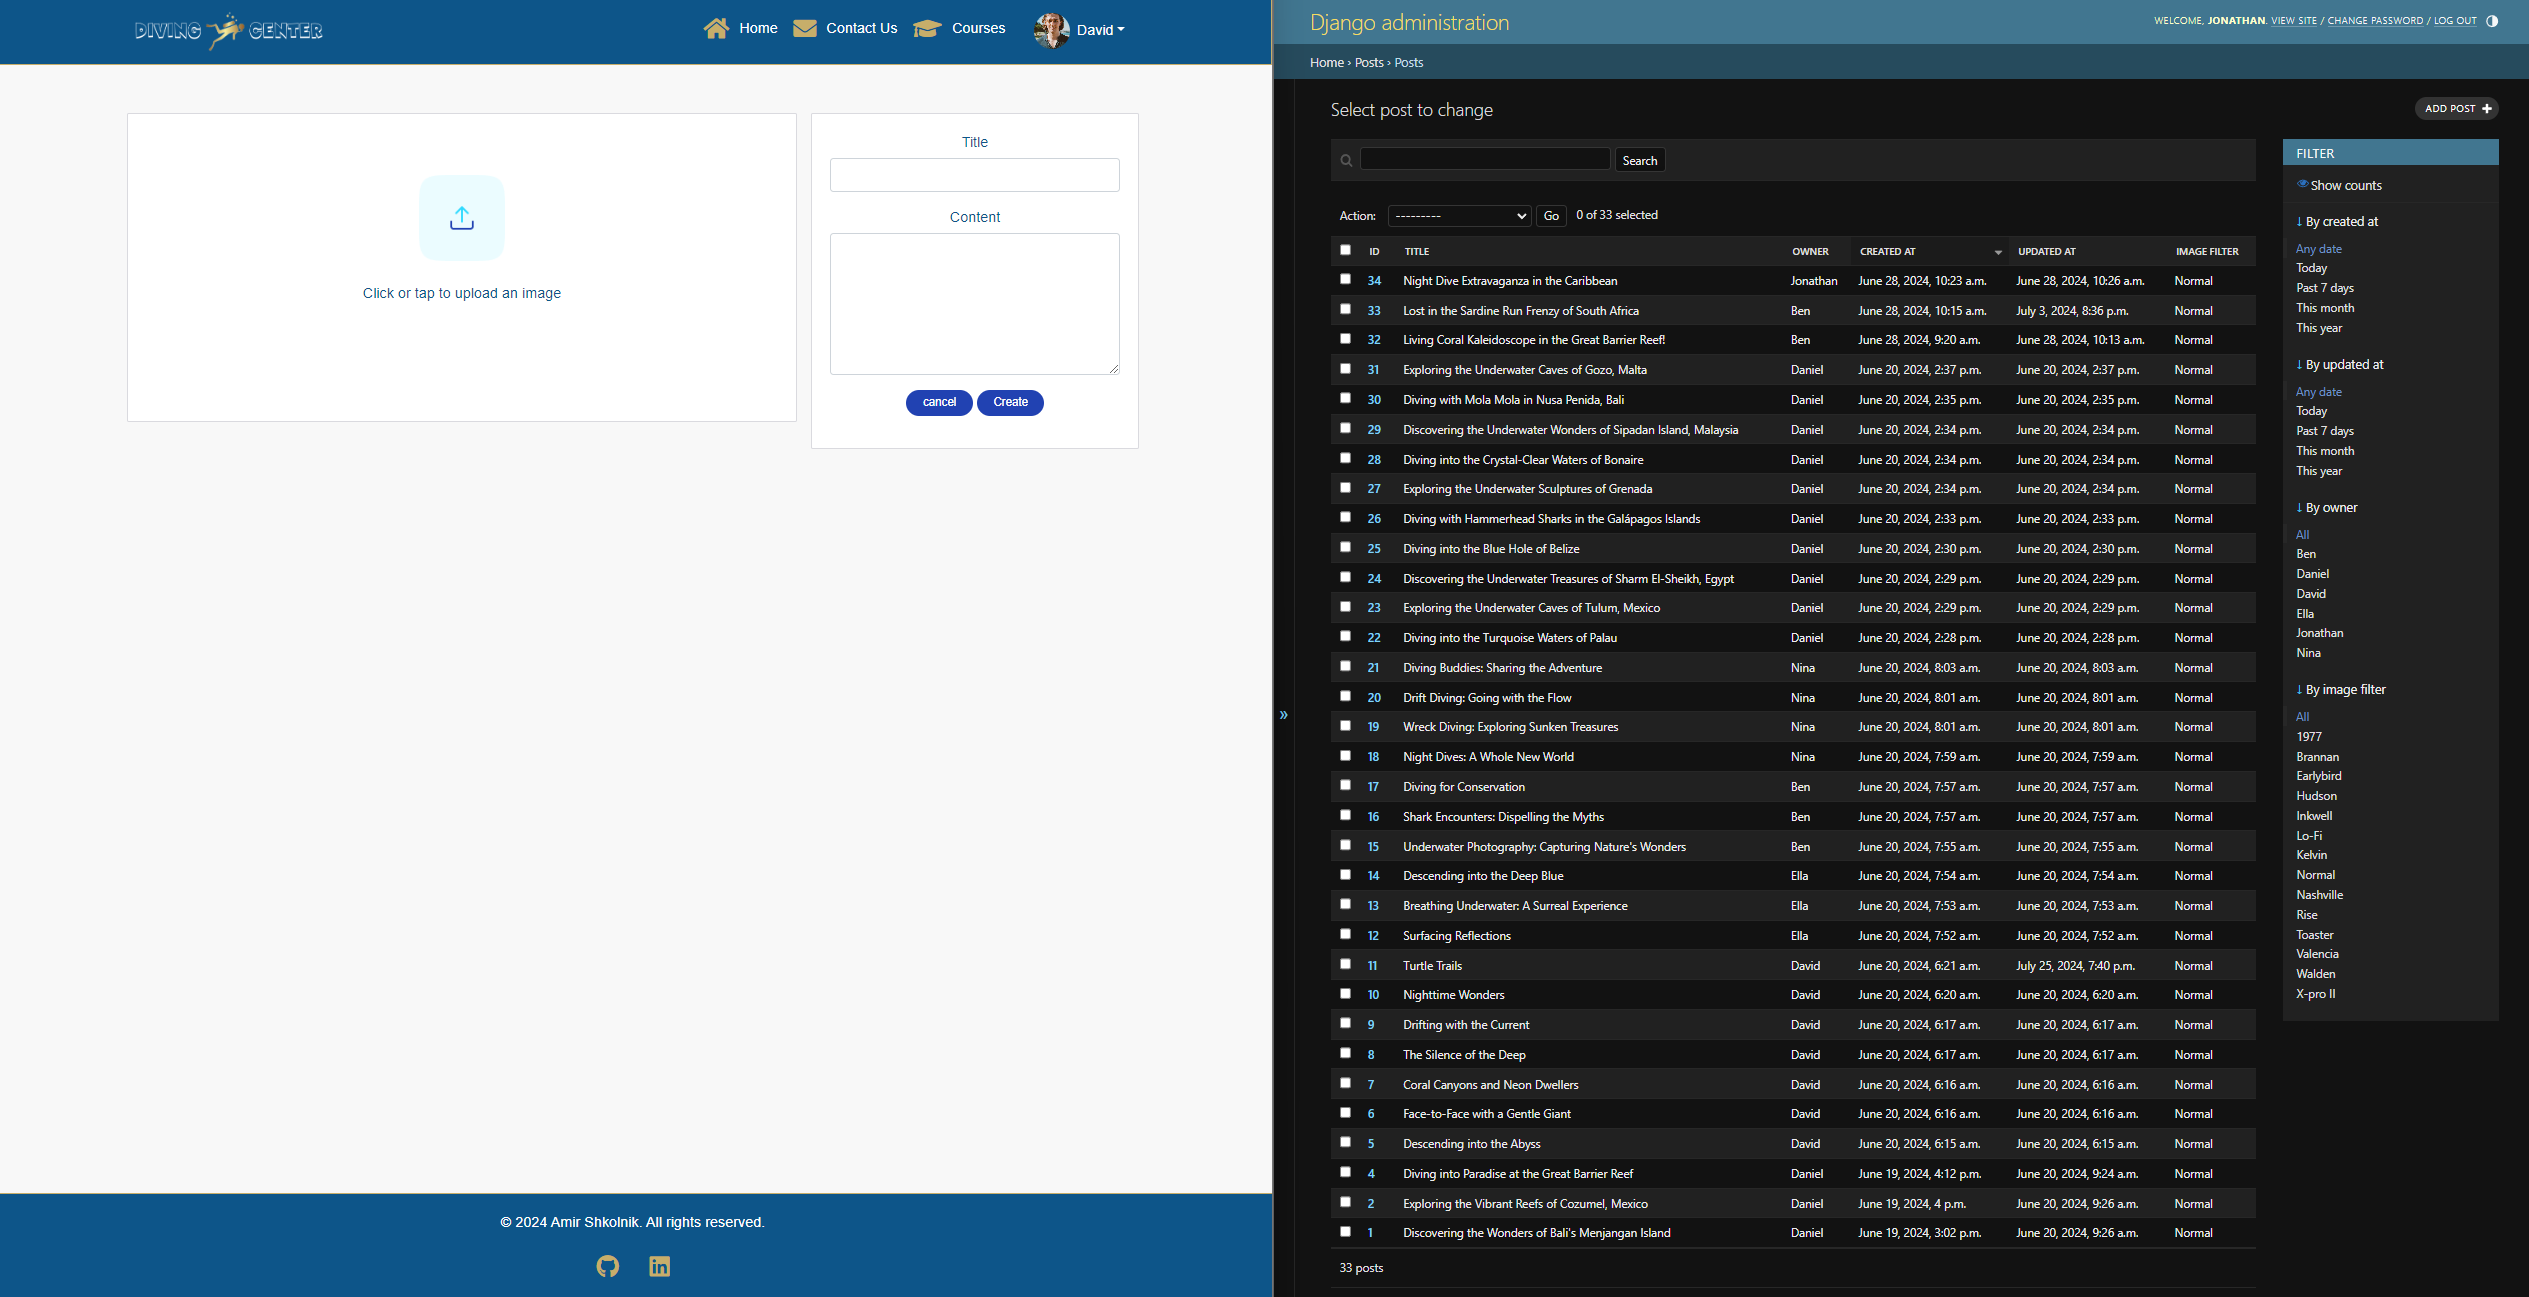 DIVING CENTER
Home Contact Us Courses David
Title
Content
Click or tap to upload an image
cancel Create
© 2024 Amir Shkolnik. All rights reserved.
Django administration
WELCOME, JONATHAN. VIEW SITE / CHANGE PASSWORD / LOG OUT
Home › Posts › Posts
Select post to change
ADD POST
Search
Action: --------- Go 0 of 33 selected
ID TITLE OWNER CREATED AT UPDATED AT IMAGE FILTER
34 Night Dive Extravaganza in the Caribbean Jonathan June 28, 2024, 10:23 a.m. June 28, 2024, 10:26 a.m. Normal
33 Lost in the Sardine Run Frenzy of South Africa Ben June 28, 2024, 10:15 a.m. July 3, 2024, 8:36 p.m. Normal
32 Living Coral Kaleidoscope in the Great Barrier Reef! Ben June 28, 2024, 9:20 a.m. June 28, 2024, 10:13 a.m. Normal
31 Exploring the Underwater Caves of Gozo, Malta Daniel June 20, 2024, 2:37 p.m. June 20, 2024, 2:37 p.m. Normal
30 Diving with Mola Mola in Nusa Penida, Bali Daniel June 20, 2024, 2:35 p.m. June 20, 2024, 2:35 p.m. Normal
29 Discovering the Underwater Wonders of Sipadan Island, Malaysia Daniel June 20, 2024, 2:34 p.m. June 20, 2024, 2:34 p.m. Normal
28 Diving into the Crystal-Clear Waters of Bonaire Daniel June 20, 2024, 2:34 p.m. June 20, 2024, 2:34 p.m. Normal
27 Exploring the Underwater Sculptures of Grenada Daniel June 20, 2024, 2:34 p.m. June 20, 2024, 2:34 p.m. Normal
26 Diving with Hammerhead Sharks in the Galápagos Islands Daniel June 20, 2024, 2:33 p.m. June 20, 2024, 2:33 p.m. Normal
25 Diving into the Blue Hole of Belize Daniel June 20, 2024, 2:30 p.m. June 20, 2024, 2:30 p.m. Normal
24 Discovering the Underwater Treasures of Sharm El-Sheikh, Egypt Daniel June 20, 2024, 2:29 p.m. June 20, 2024, 2:29 p.m. Normal
23 Exploring the Underwater Caves of Tulum, Mexico Daniel June 20, 2024, 2:29 p.m. June 20, 2024, 2:29 p.m. Normal
22 Diving into the Turquoise Waters of Palau Daniel June 20, 2024, 2:28 p.m. June 20, 2024, 2:28 p.m. Normal
21 Diving Buddies: Sharing the Adventure Nina June 20, 2024, 8:03 a.m. June 20, 2024, 8:03 a.m. Normal
20 Drift Diving: Going with the Flow Nina June 20, 2024, 8:01 a.m. June 20, 2024, 8:01 a.m. Normal
19 Wreck Diving: Exploring Sunken Treasures Nina June 20, 2024, 8:01 a.m. June 20, 2024, 8:01 a.m. Normal
18 Night Dives: A Whole New World Nina June 20, 2024, 7:59 a.m. June 20, 2024, 7:59 a.m. Normal
17 Diving for Conservation Ben June 20, 2024, 7:57 a.m. June 20, 2024, 7:57 a.m. Normal
16 Shark Encounters: Dispelling the Myths Ben June 20, 2024, 7:57 a.m. June 20, 2024, 7:57 a.m. Normal
15 Underwater Photography: Capturing Nature's Wonders Ben June 20, 2024, 7:55 a.m. June 20, 2024, 7:55 a.m. Normal
14 Descending into the Deep Blue Ella June 20, 2024, 7:54 a.m. June 20, 2024, 7:54 a.m. Normal
13 Breathing Underwater: A Surreal Experience Ella June 20, 2024, 7:53 a.m. June 20, 2024, 7:53 a.m. Normal
12 Surfacing Reflections Ella June 20, 2024, 7:52 a.m. June 20, 2024, 7:52 a.m. Normal
11 Turtle Trails David June 20, 2024, 6:21 a.m. July 25, 2024, 7:40 p.m. Normal
10 Nighttime Wonders David June 20, 2024, 6:20 a.m. June 20, 2024, 6:20 a.m. Normal
9 Drifting with the Current David June 20, 2024, 6:17 a.m. June 20, 2024, 6:17 a.m. Normal
8 The Silence of the Deep David June 20, 2024, 6:17 a.m. June 20, 2024, 6:17 a.m. Normal
7 Coral Canyons and Neon Dwellers David June 20, 2024, 6:16 a.m. June 20, 2024, 6:16 a.m. Normal
6 Face-to-Face with a Gentle Giant David June 20, 2024, 6:16 a.m. June 20, 2024, 6:16 a.m. Normal
5 Descending into the Abyss David June 20, 2024, 6:15 a.m. June 20, 2024, 6:15 a.m. Normal
4 Diving into Paradise at the Great Barrier Reef Daniel June 19, 2024, 4:12 p.m. June 20, 2024, 9:24 a.m. Normal
2 Exploring the Vibrant Reefs of Cozumel, Mexico Daniel June 19, 2024, 4 p.m. June 20, 2024, 9:26 a.m. Normal
1 Discovering the Wonders of Bali's Menjangan Island Daniel June 19, 2024, 3:02 p.m. June 20, 2024, 9:26 a.m. Normal
33 posts
»
FILTER
Show counts
↓ By created at
Any date
Today
Past 7 days
This month
This year
↓ By updated at
Any date
Today
Past 7 days
This month
This year
↓ By owner
All
Ben
Daniel
David
Ella
Jonathan
Nina
↓ By image filter
All
1977
Brannan
Earlybird
Hudson
Inkwell
Lo-Fi
Kelvin
Normal
Nashville
Rise
Toaster
Valencia
Walden
X-pro II